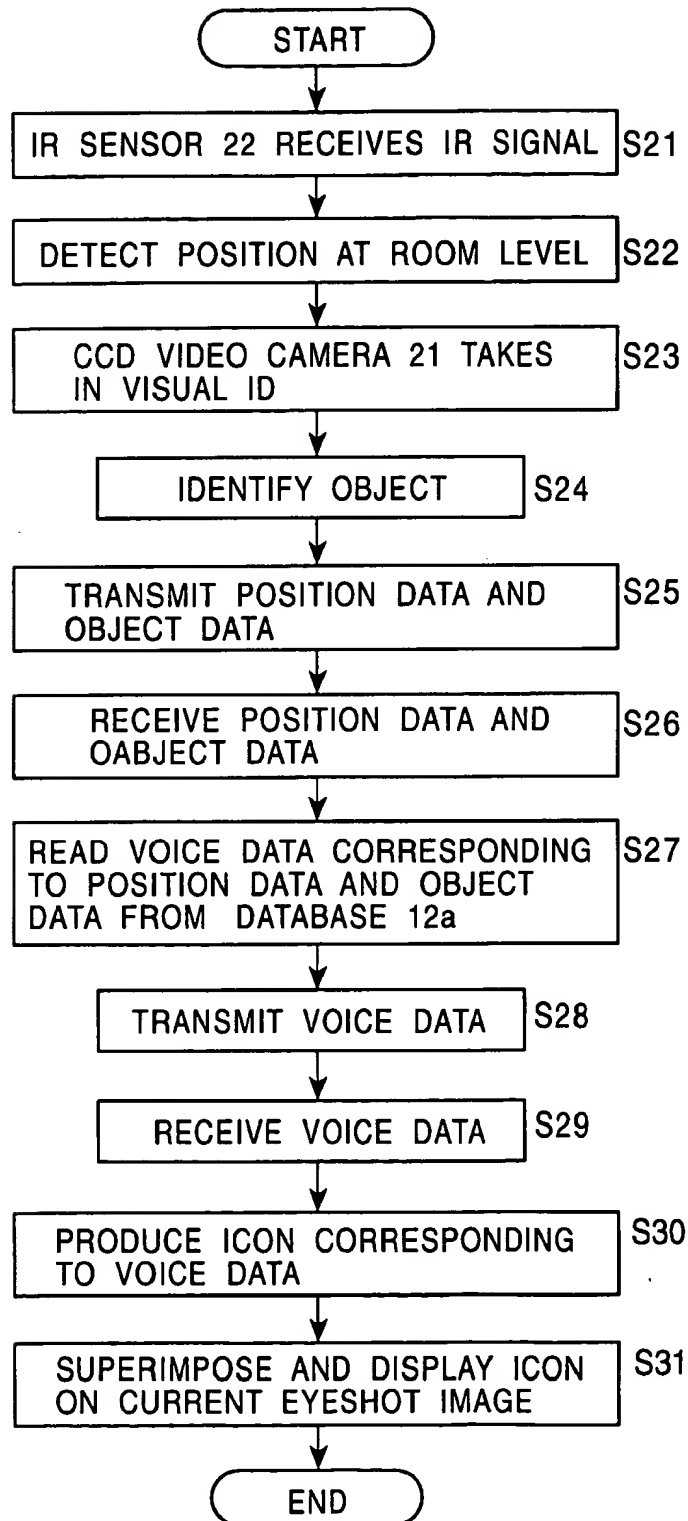 START
IR SENSOR 22 RECEIVES IR SIGNAL S21
DETECT POSITION AT ROOM LEVEL S22
CCD VIDEO CAMERA 21 TAKES S23
IN VISUAL ID
IDENTIFY OBJECT S24
TRANSMIT POSITION DATA AND S25
OBJECT DATA
RECEIVE POSITION DATA AND S26
OABJECT DATA
READ VOICE DATA CORRESPONDING S27
TO POSITION DATA AND OBJECT
DATA FROM DATABASE 12a
TRANSMIT VOICE DATA S28
RECEIVE VOICE DATA S29
PRODUCE ICON CORRESPONDING S30
TO VOICE DATA
SUPERIMPOSE AND DISPLAY ICON S31
ON CURRENT EYESHOT IMAGE
END